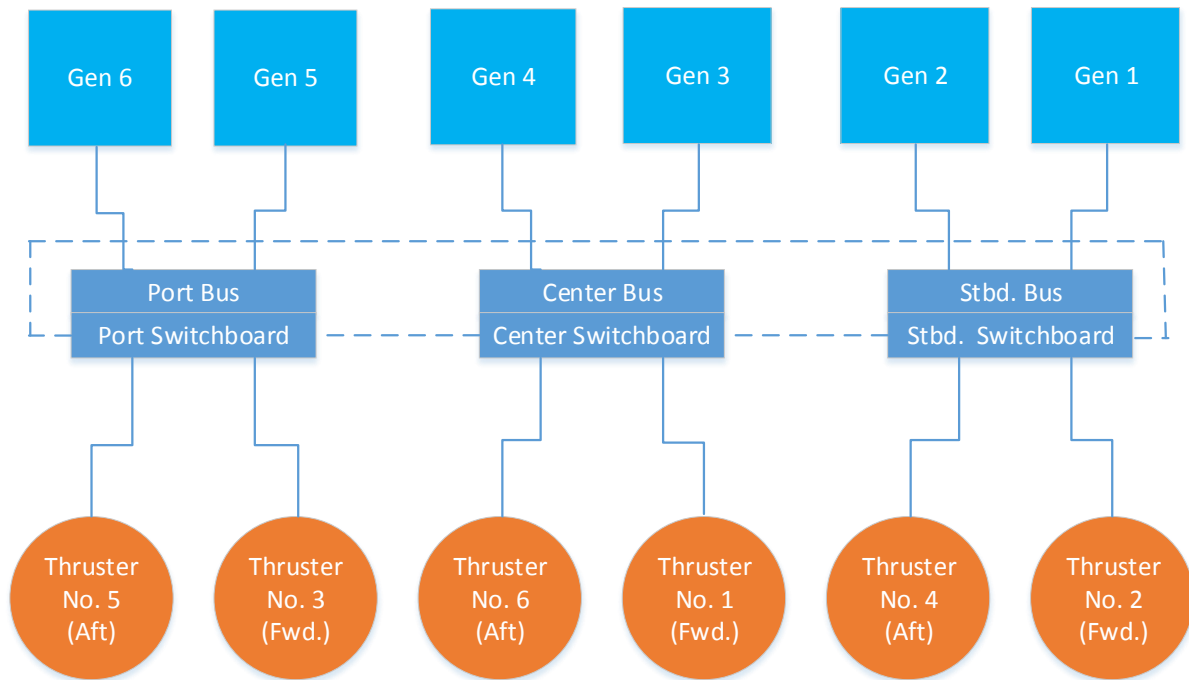 Gen 6
Gen 5
Gen 4
Gen 3
Gen 2
Gen 1
Port Bus
Port Switchboard
Center Bus
Center Switchboard
Stbd. Bus
Stbd. Switchboard
Thruster
No. 5
(Aft)
Thruster
No. 3
(Fwd.)
Thruster
No. 6
(Aft)
Thruster
No. 1
(Fwd.)
Thruster
No. 4
(Aft)
Thruster
No. 2
(Fwd.)